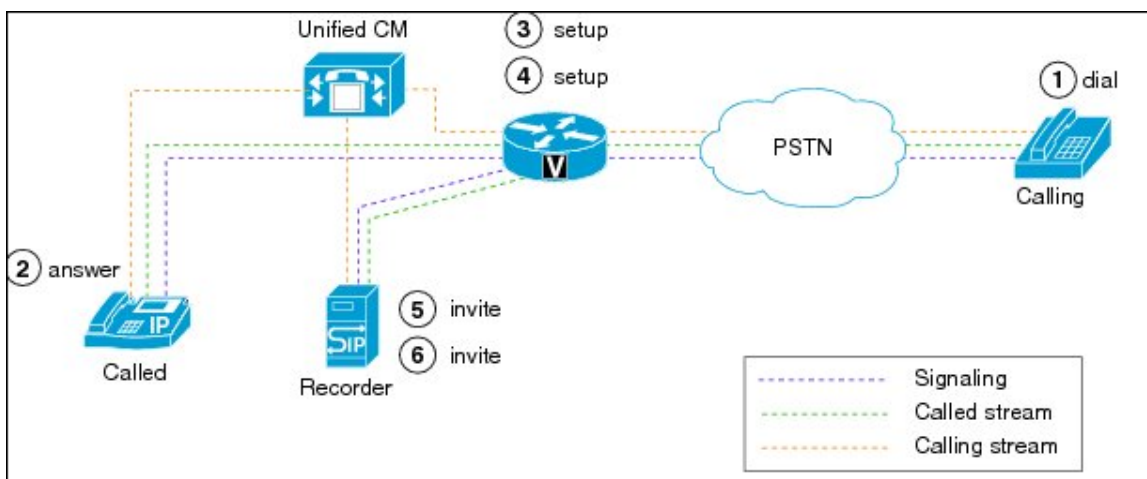 Unified CM
3 setup
4 setup
1 dial
V
PSTN
Calling
2 answer
IP
Called
SIP
5 invite
6 invite
Recorder
Signaling
Called stream
Calling stream